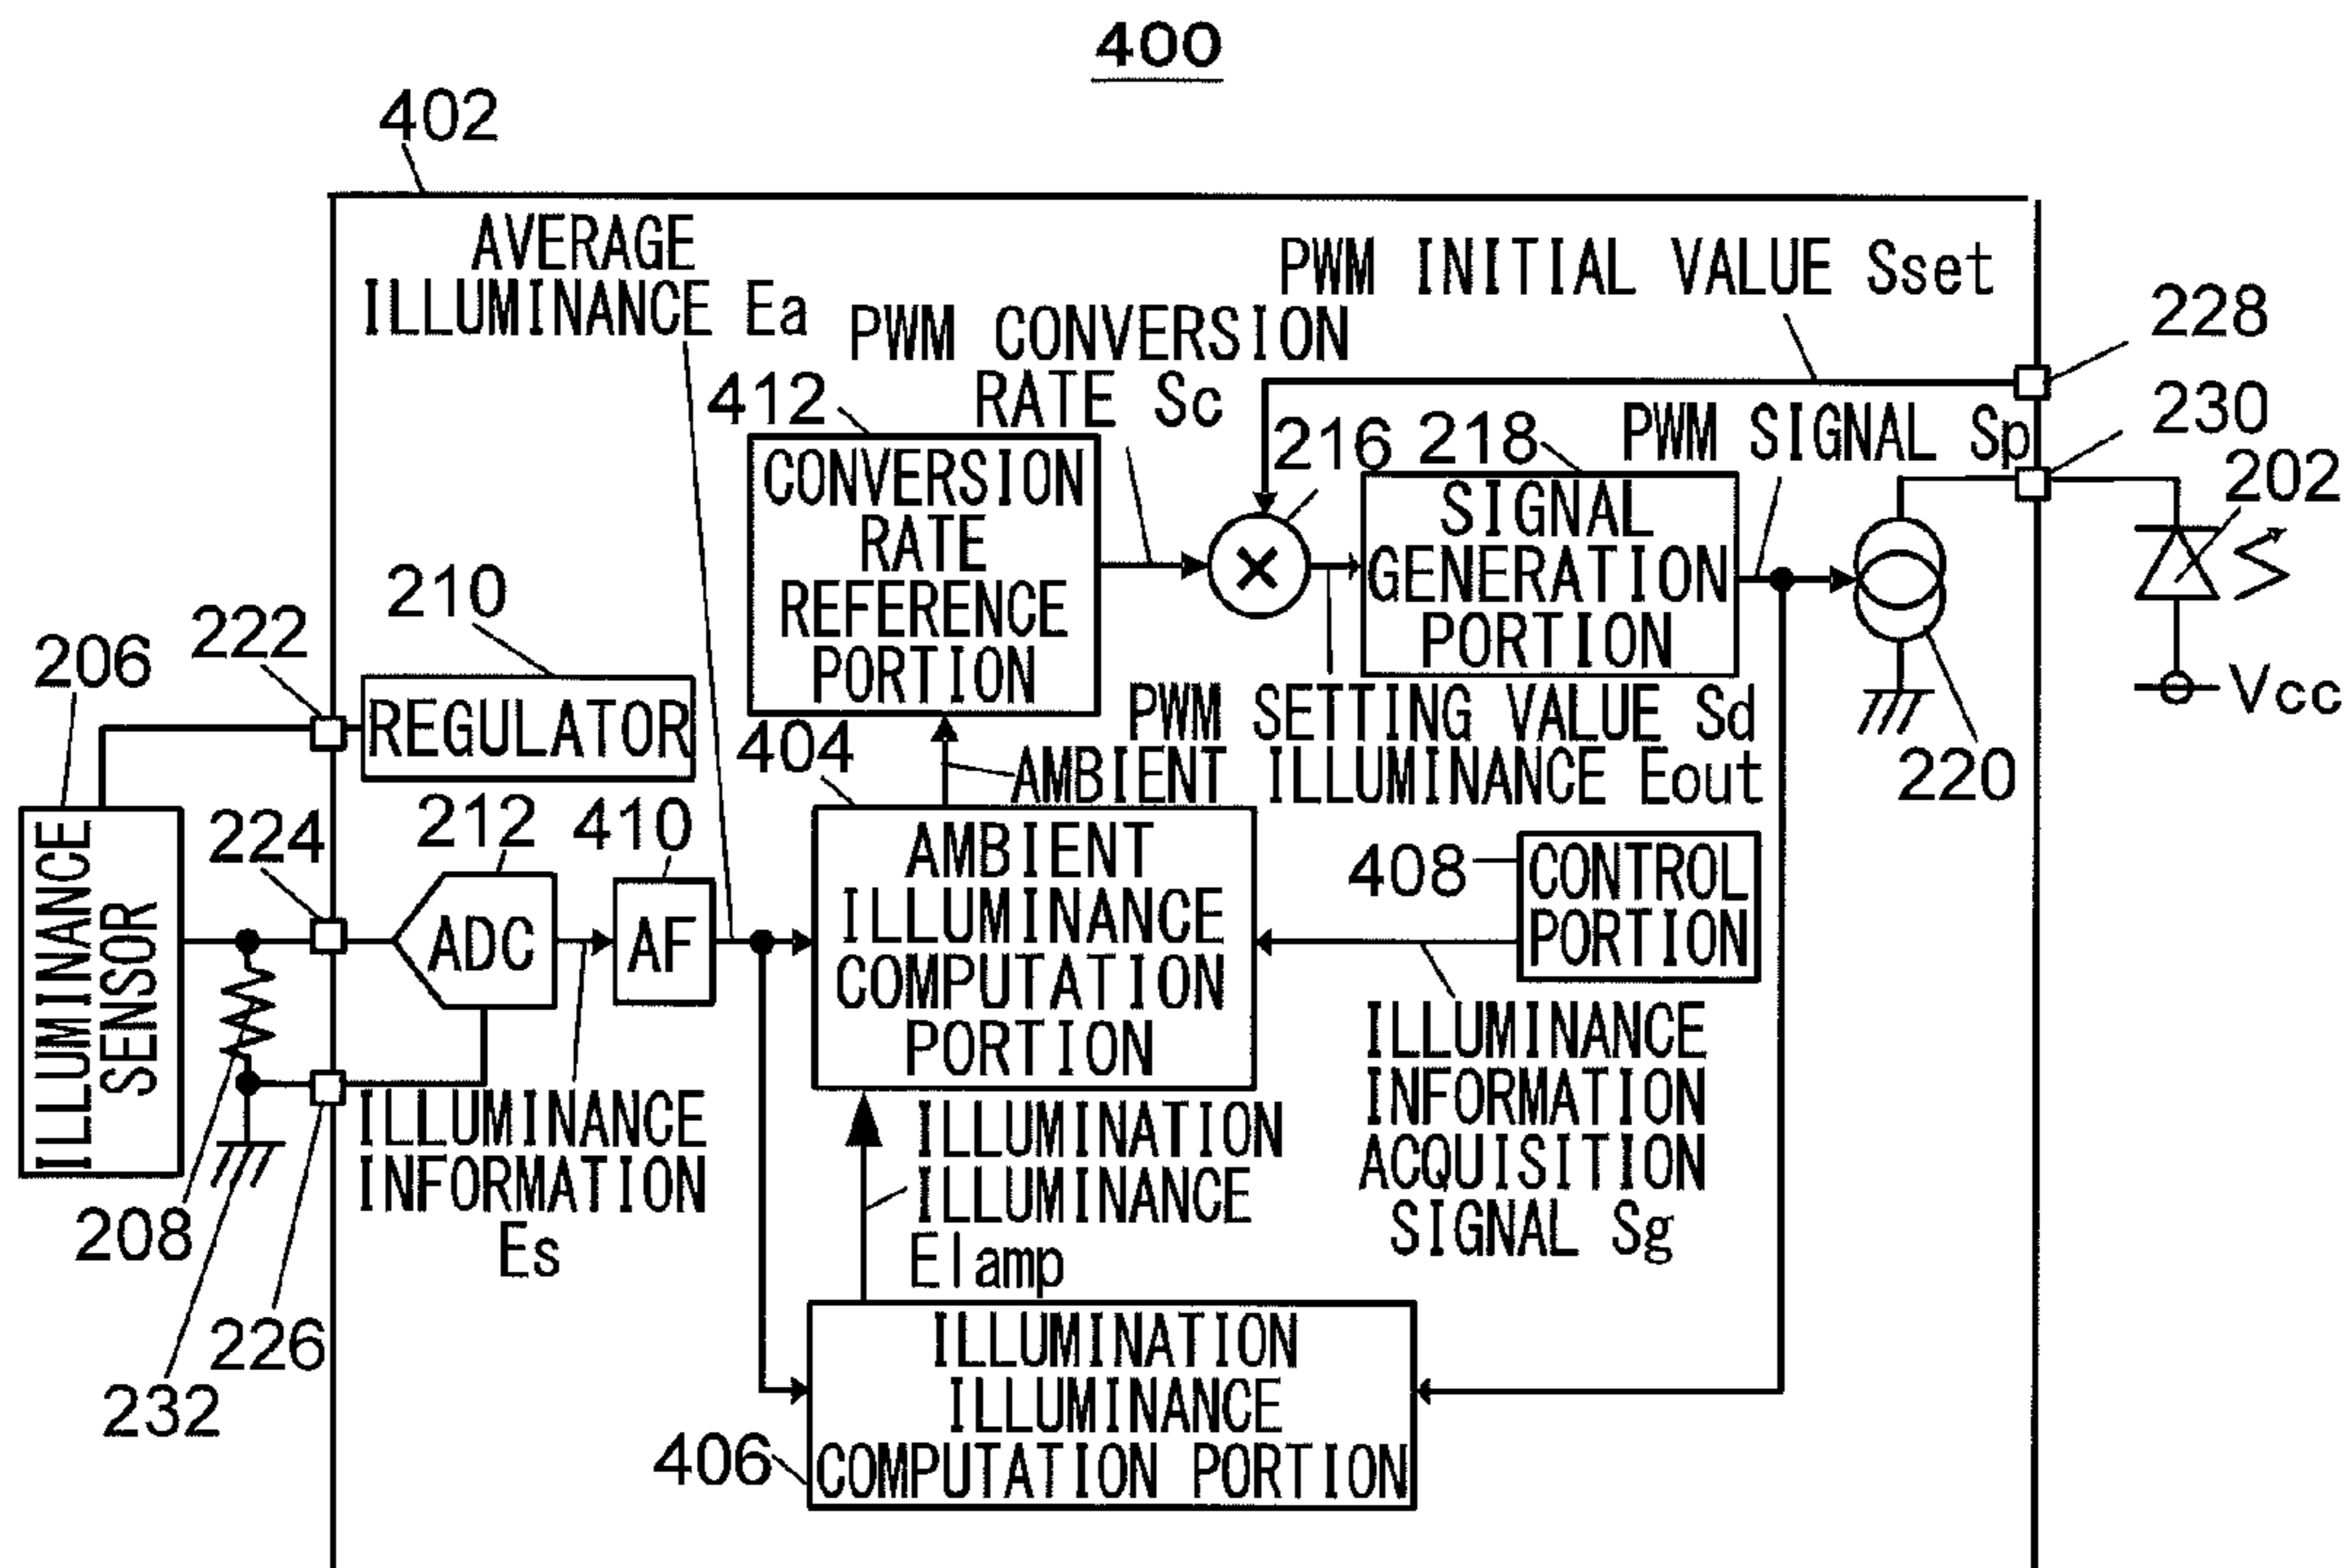 400
402
AVERAGE
ILLUMINANCE Ea
PWM INITIAL VALUE Sset
228
PWM CONVERSION
RATE Sc
412
230
216
218
PWM SIGNAL Sp
202
CONVERSION
RATE
REFERENCE
PORTION
×
SIGNAL
GENERATION
PORTION
210
222
206
REGULATOR
PWM SETTING VALUE Sd
Vcc
404
AMBIENT ILLUMINANCE Eout
220
ILLUMINANCE
SENSOR
224
212
410
ADC
AF
AMBIENT
ILLUMINANCE
COMPUTATION
PORTION
408
CONTROL
PORTION
ILLUMINANCE
INFORMATION
ACQUISITION
SIGNAL Sg
ILLUMINANCE
INFORMATION
Es
ILLUMINATION
ILLUMINANCE
Elamp
208
226
232
ILLUMINATION
ILLUMINANCE
COMPUTATION PORTION
406